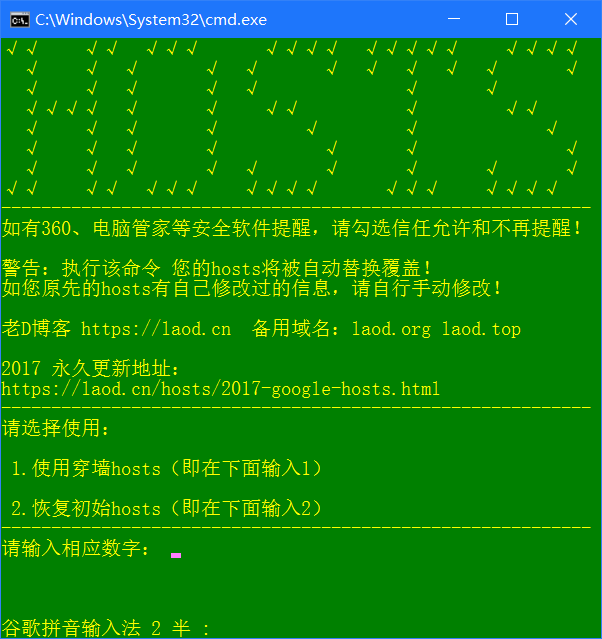 C:\Windows\System32\cmd.exe
HOSTS
如有360、电脑管家等安全软件提醒，请勾选信任允许和不再提醒！
警告：执行该命令 您的hosts将被自动替换覆盖！
如您原先的hosts有自己修改过的信息，请自行手动修改！
老D博客 https://laod.cn  备用域名：laod.org laod.top
2017 永久更新地址：
https://laod.cn/hosts/2017-google-hosts.html
请选择使用：
1.使用穿墙hosts（即在下面输入1）
2.恢复初始hosts（即在下面输入2）
请输入相应数字：
谷歌拼音输入法 2 半 :